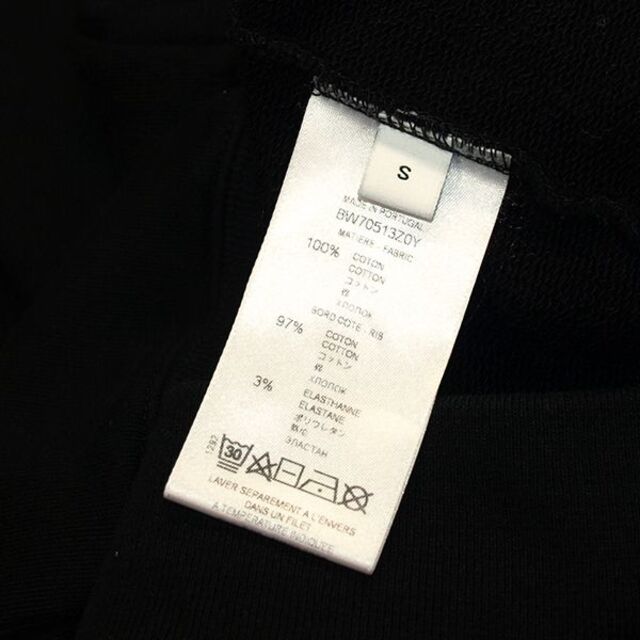 S
MADE IN PORTUGAL
BW70513Z0Y
MATIERE - FABRIC
100% COTON
COTTON
コットン
棉
ХЛОПОК
BORD COTE - RIB
97% COTON
COTTON
コットン
棉
ХЛОПОК
3% ELASTHANNE
ELASTANE
ポリウレタン
ЭЛАСТАН
30
LAVER SEPAREMENT A L'ENVERS
DANS UN FILET
A TEMPERATURE INDIQUEE